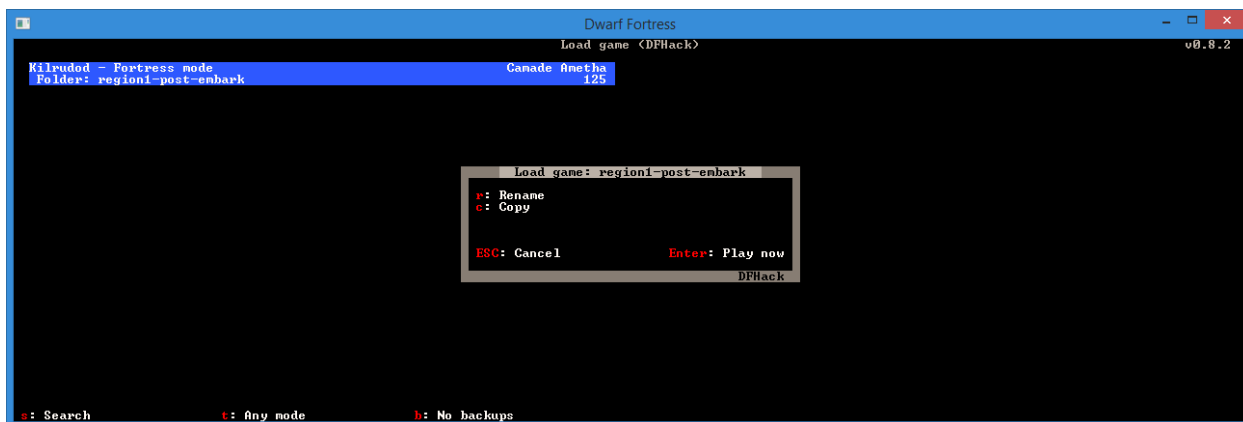 Dwarf Fortress
Load game (DFHack) v0.8.2
Kilrudod - Fortress mode Camade Ametha
Folder: region1-post-embark 125
Load game: region1-post-embark
r: Rename
c: Copy
ESC: Cancel Enter: Play now
DFHack
s: Search t: Any mode b: No backups